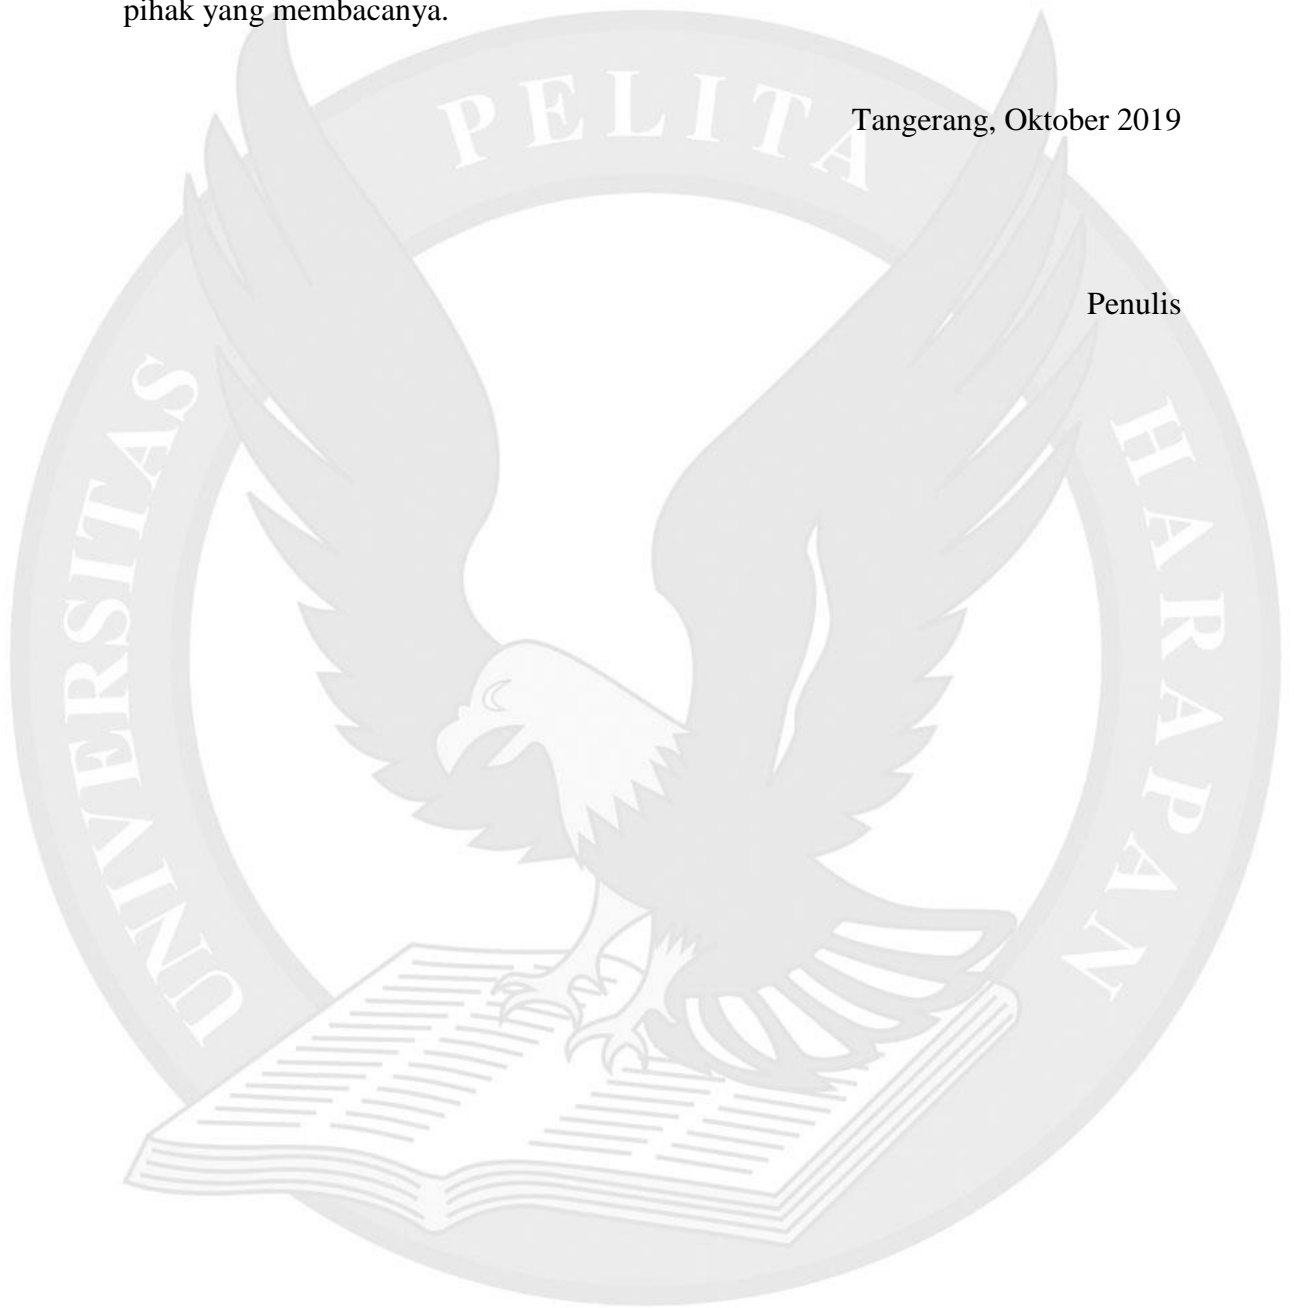 pihak yang membacanya.
PELITA
Tangerang, Oktober 2019
Penulis
UNIVERSITAS
HARAPAN